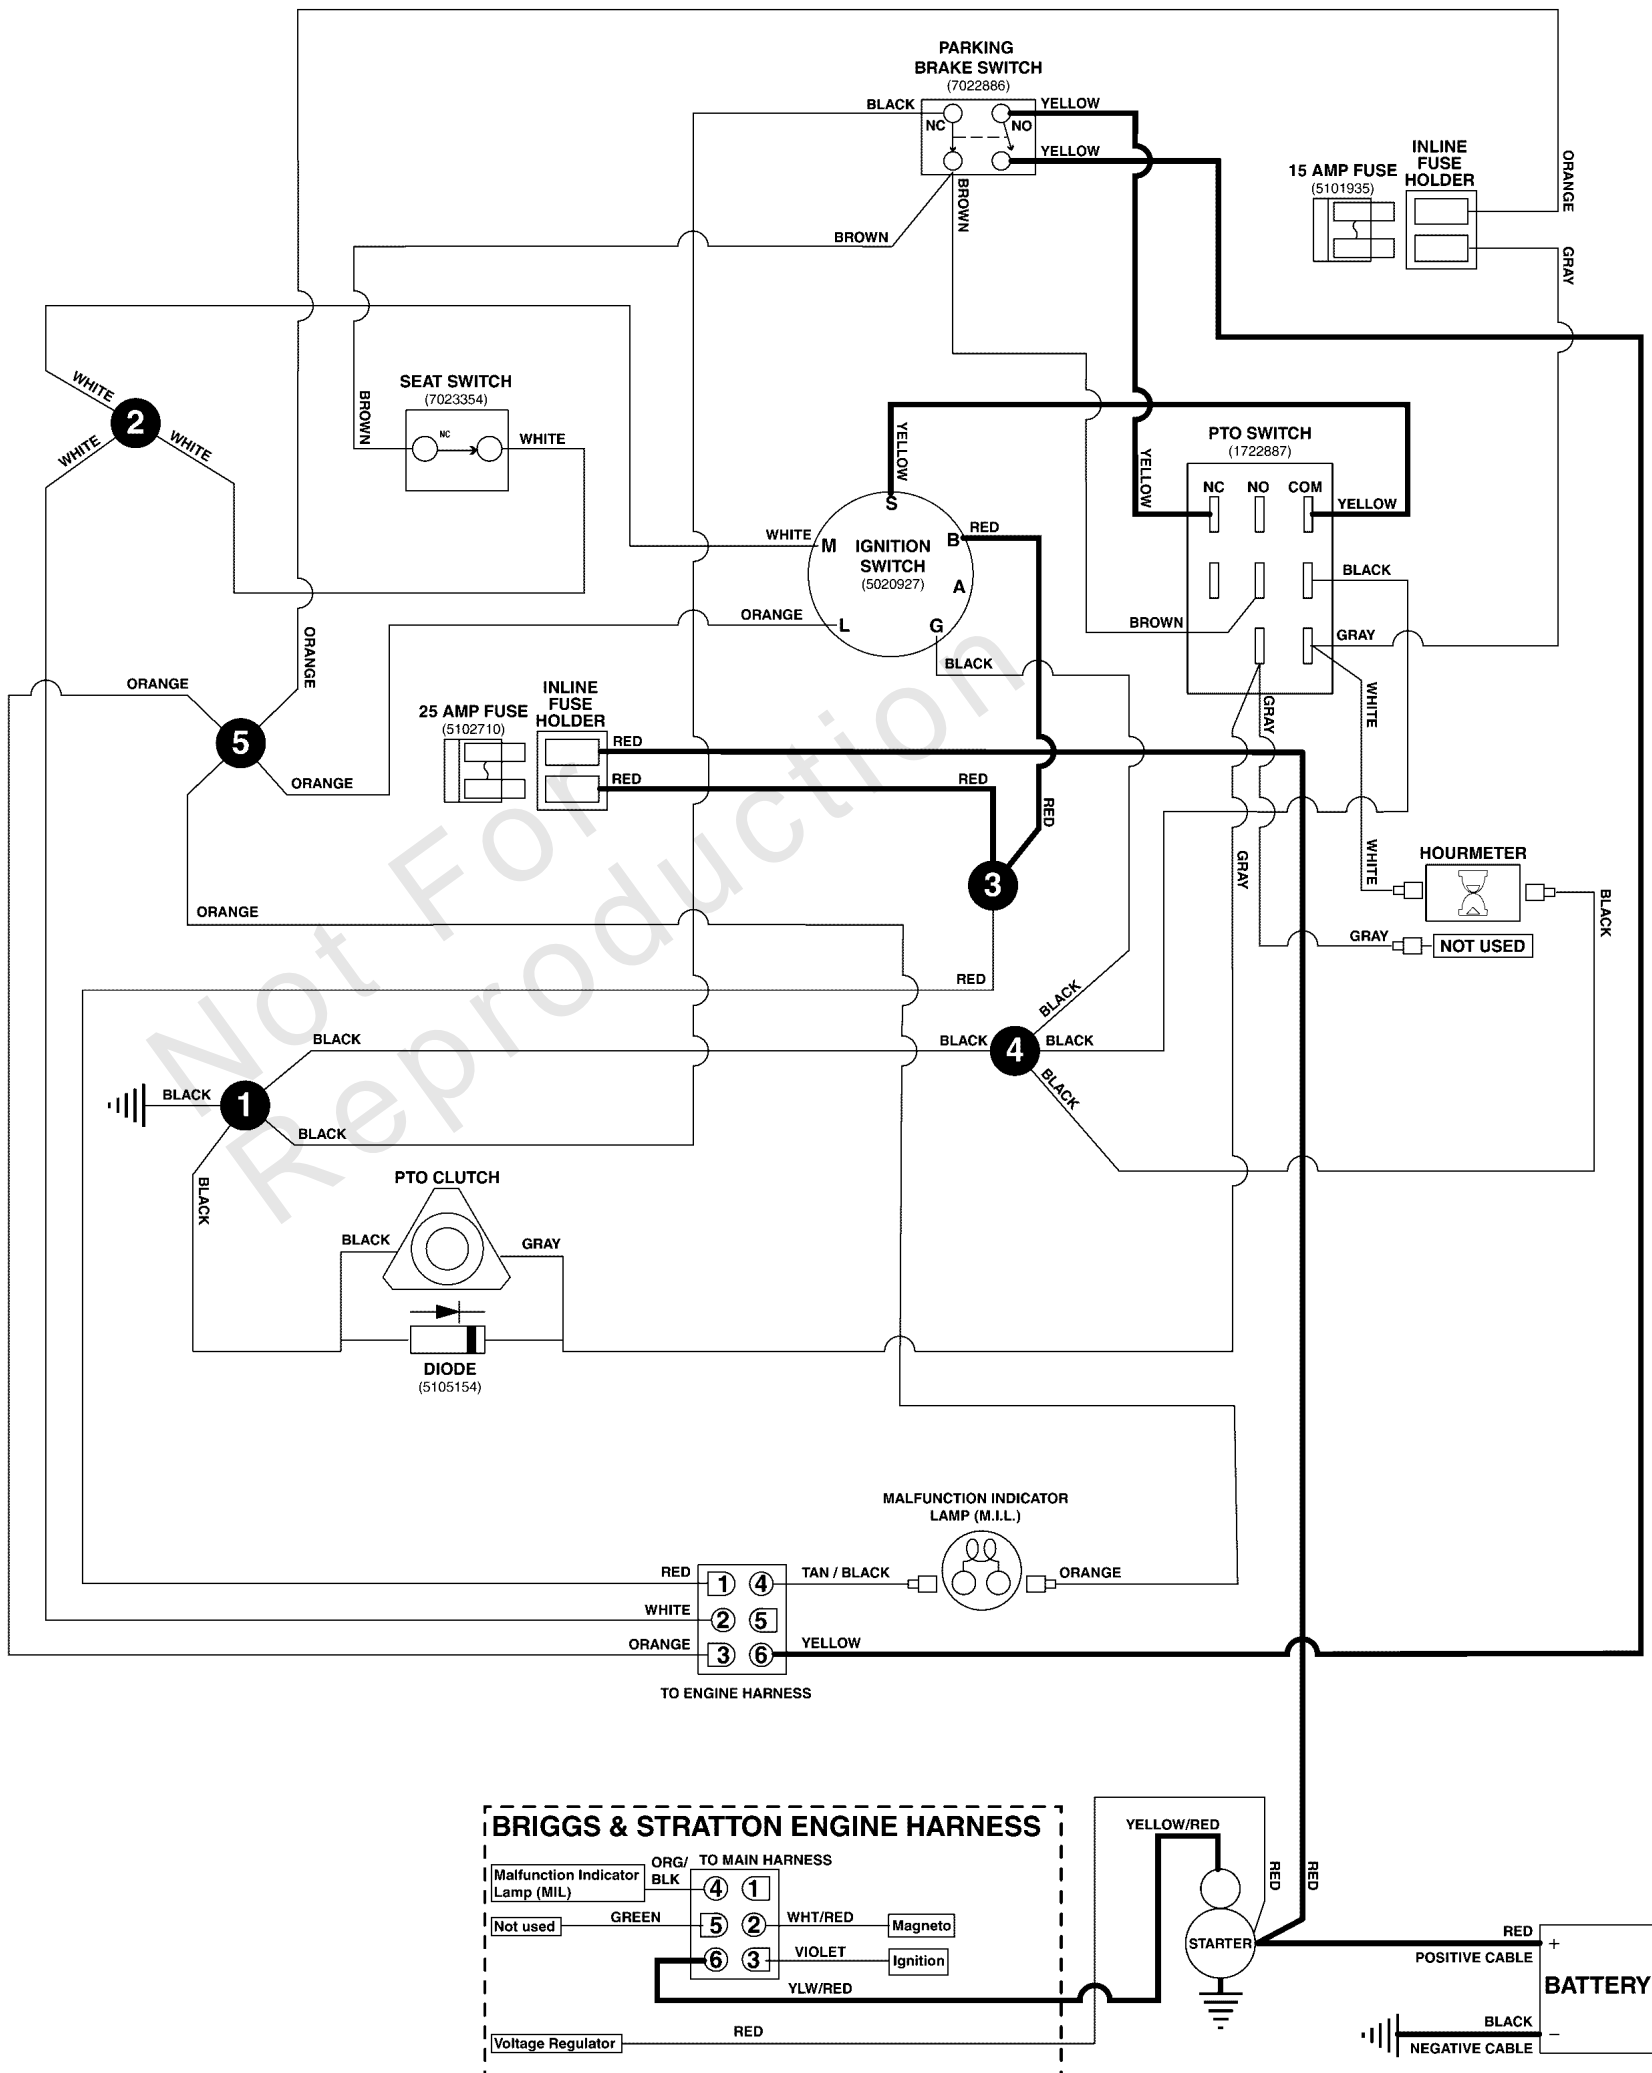 PARKING
BRAKE SWITCH
(7022886)
BLACK
YELLOW
NC
NO
YELLOW
BROWN
BROWN
15 AMP FUSE
(5101935)
INLINE
FUSE
HOLDER
ORANGE
GRAY
WHITE
2
WHITE
WHITE
SEAT SWITCH
(7023354)
BROWN
NC
WHITE
YELLOW
S
WHITE
M
IGNITION
SWITCH
(5020927)
B
RED
A
ORANGE
L
G
BLACK
PTO SWITCH
(1722887)
YELLOW
NC
NO
COM
YELLOW
BLACK
BROWN
GRAY
WHITE
GRAY
ORANGE
ORANGE
5
ORANGE
ORANGE
25 AMP FUSE
(5102710)
INLINE
FUSE
HOLDER
RED
RED
RED
RED
3
RED
GRAY
WHITE
HOURMETER
BLACK
GRAY
NOT USED
Not For
Reproduction
BLACK
BLACK
4
BLACK
BLACK
BLACK
BLACK
1
BLACK
BLACK
PTO CLUTCH
BLACK
GRAY
DIODE
(5105154)
MALFUNCTION INDICATOR
LAMP (M.I.L.)
RED
1
4
TAN / BLACK
ORANGE
WHITE
2
5
ORANGE
3
6
YELLOW
TO ENGINE HARNESS
BRIGGS & STRATTON ENGINE HARNESS
Malfunction Indicator
Lamp (MIL)
ORG/
BLK
TO MAIN HARNESS
4
1
Not used
GREEN
5
2
WHT/RED
Magneto
6
3
VIOLET
Ignition
YLW/RED
Voltage Regulator
RED
YELLOW/RED
RED
RED
STARTER
RED
POSITIVE CABLE
+
BATTERY
BLACK
NEGATIVE CABLE
–